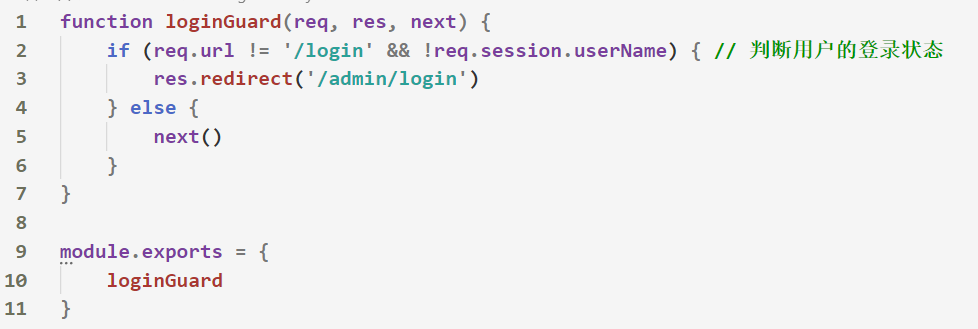 1 function loginGuard(req, res, next) {
2 if (req.url != '/login' && !req.session.userName) { // 判断用户的登录状态
3 res.redirect('/admin/login')
4 } else {
5 next()
6 }
7 }
8
9 module.exports = {
10 loginGuard
11 }